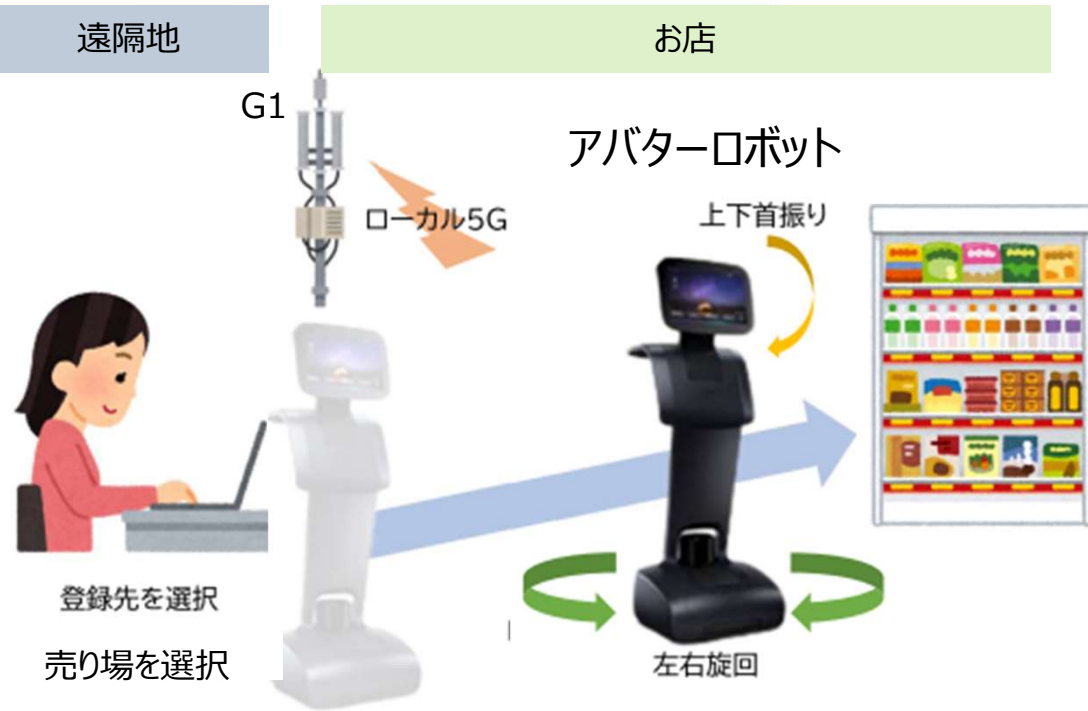 遠隔地
お店
G1
アバターロボット
ローカル5G
上下首振り
登録先を選択
売り場を選択
左右旋回